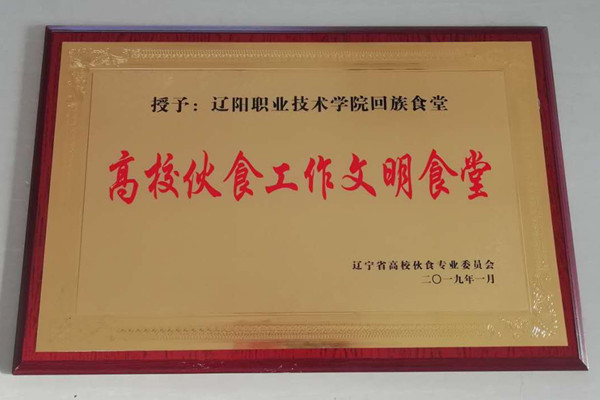 授予：辽阳职业技术学院回族食堂
高校伙食工作文明食堂
辽宁省高校伙食专业委员会
二〇一九年一月